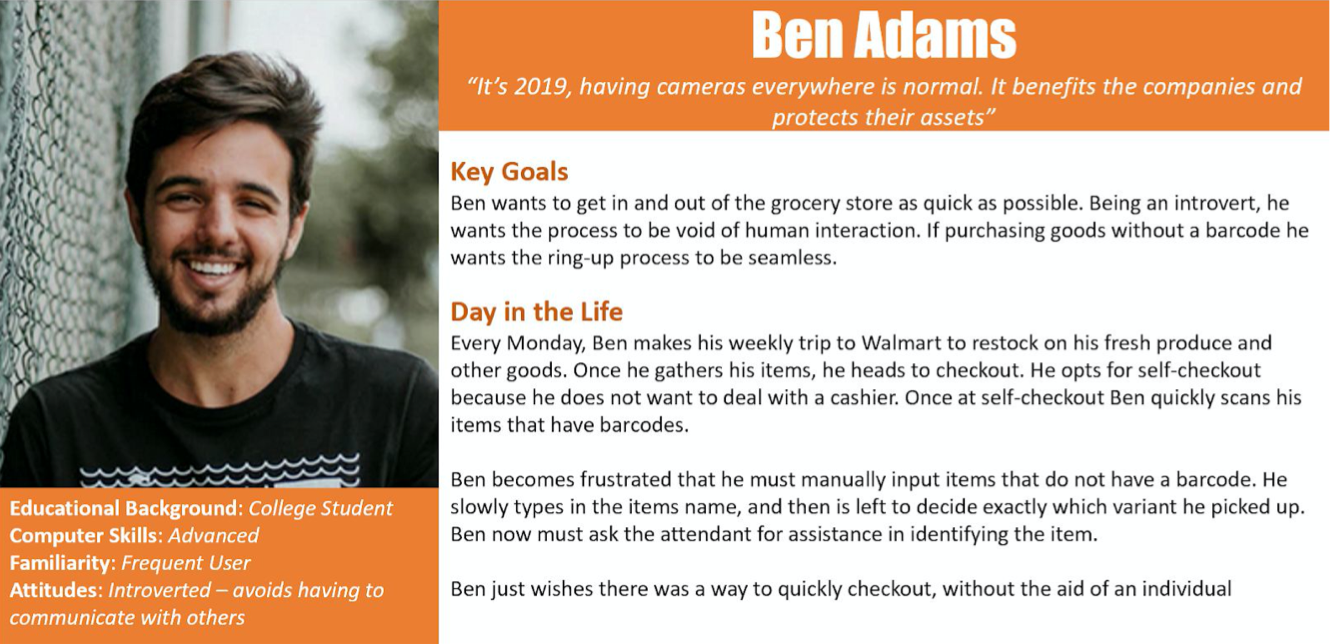 Ben Adams
“It’s 2019, having cameras everywhere is normal. It benefits the companies and
protects their assets”
Key Goals
Ben wants to get in and out of the grocery store as quick as possible. Being an introvert, he
wants the process to be void of human interaction. If purchasing goods without a barcode he
wants the ring-up process to be seamless.
Day in the Life
Every Monday, Ben makes his weekly trip to Walmart to restock on his fresh produce and
other goods. Once he gathers his items, he heads to checkout. He opts for self-checkout
because he does not want to deal with a cashier. Once at self-checkout Ben quickly scans his
items that have barcodes.
Ben becomes frustrated that he must manually input items that do not have a barcode. He
slowly types in the items name, and then is left to decide exactly which variant he picked up.
Ben now must ask the attendant for assistance in identifying the item.
Ben just wishes there was a way to quickly checkout, without the aid of an individual
Educational Background: College Student
Computer Skills: Advanced
Familiarity: Frequent User
Attitudes: Introverted – avoids having to
communicate with others